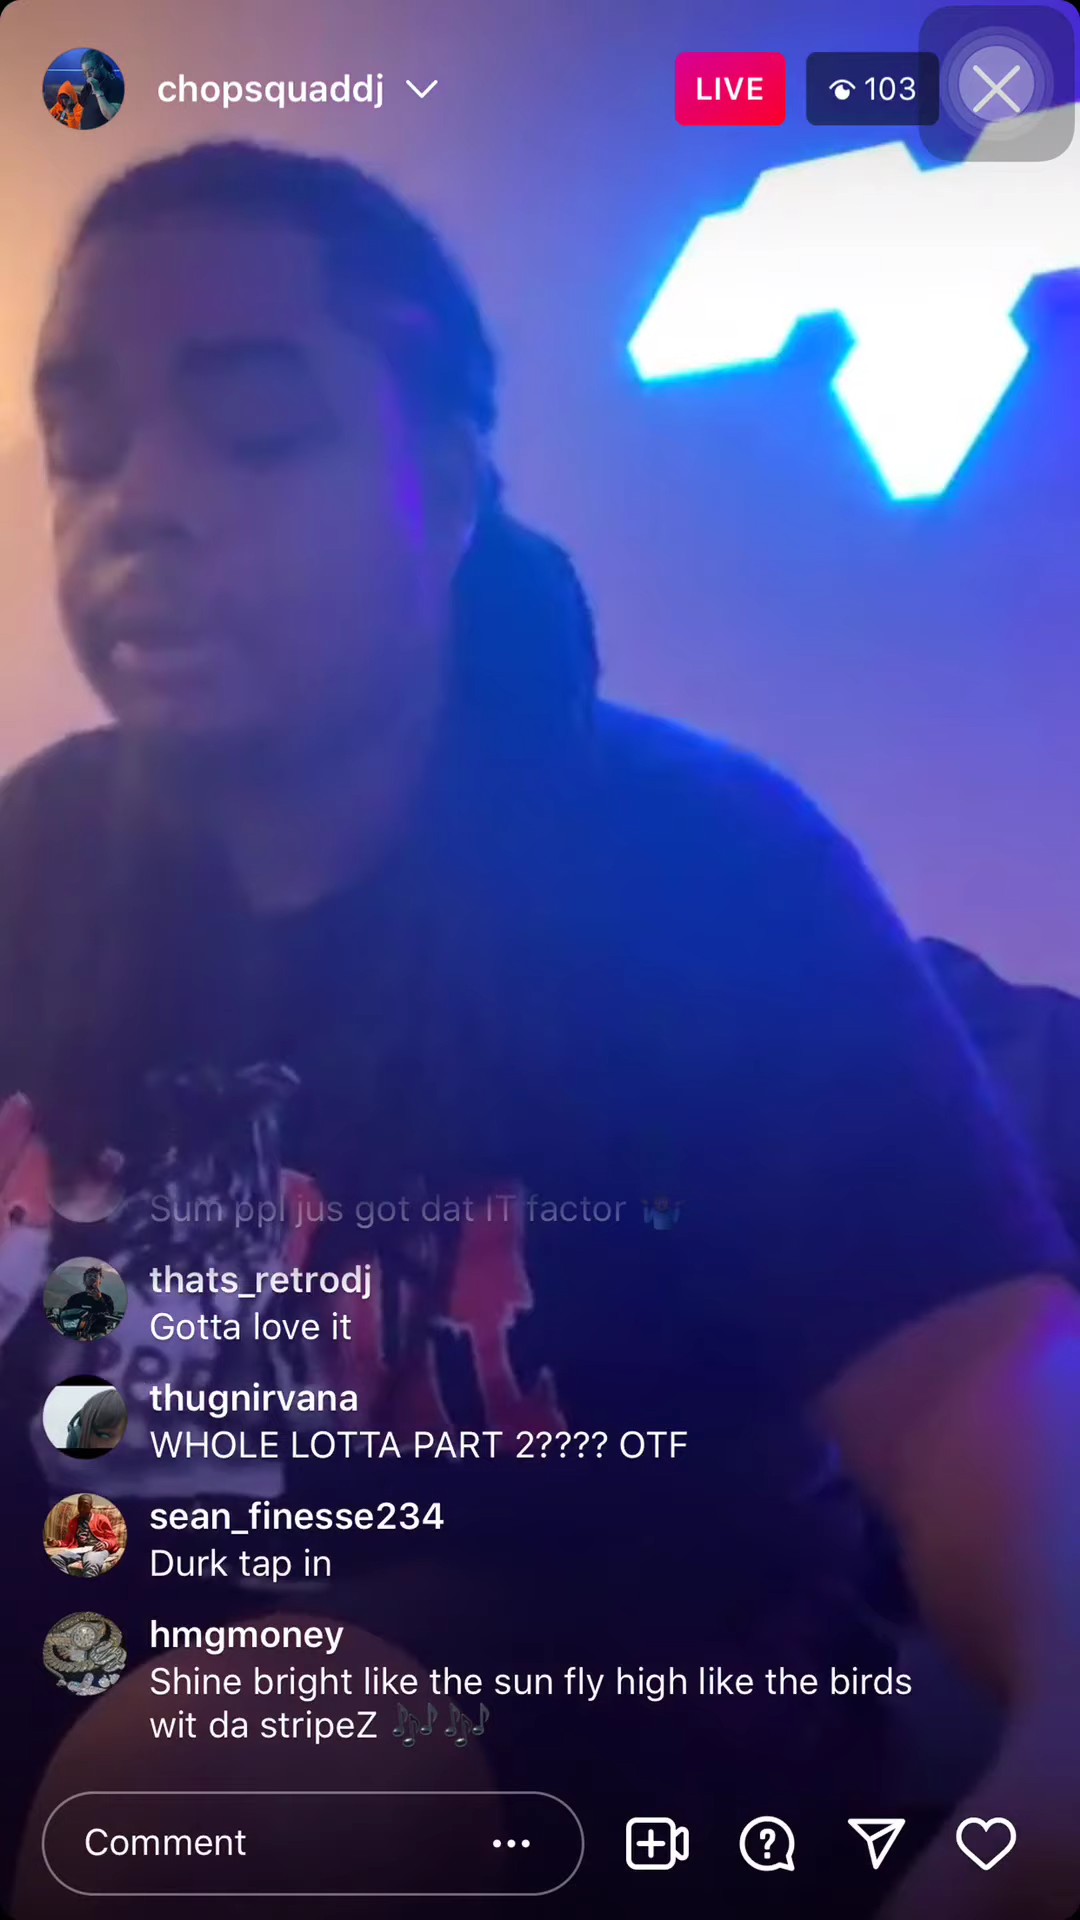 chopsquaddj
LIVE
103
Sum ppl jus got dat IT factor 🤷🏾‍♂️
thats_retrodj
Gotta love it
thugnirvana
WHOLE LOTTA PART 2???? OTF
sean_finesse234
Durk tap in
hmgmoney
Shine bright like the sun fly high like the birds
wit da stripeZ 🎶🎶
Comment